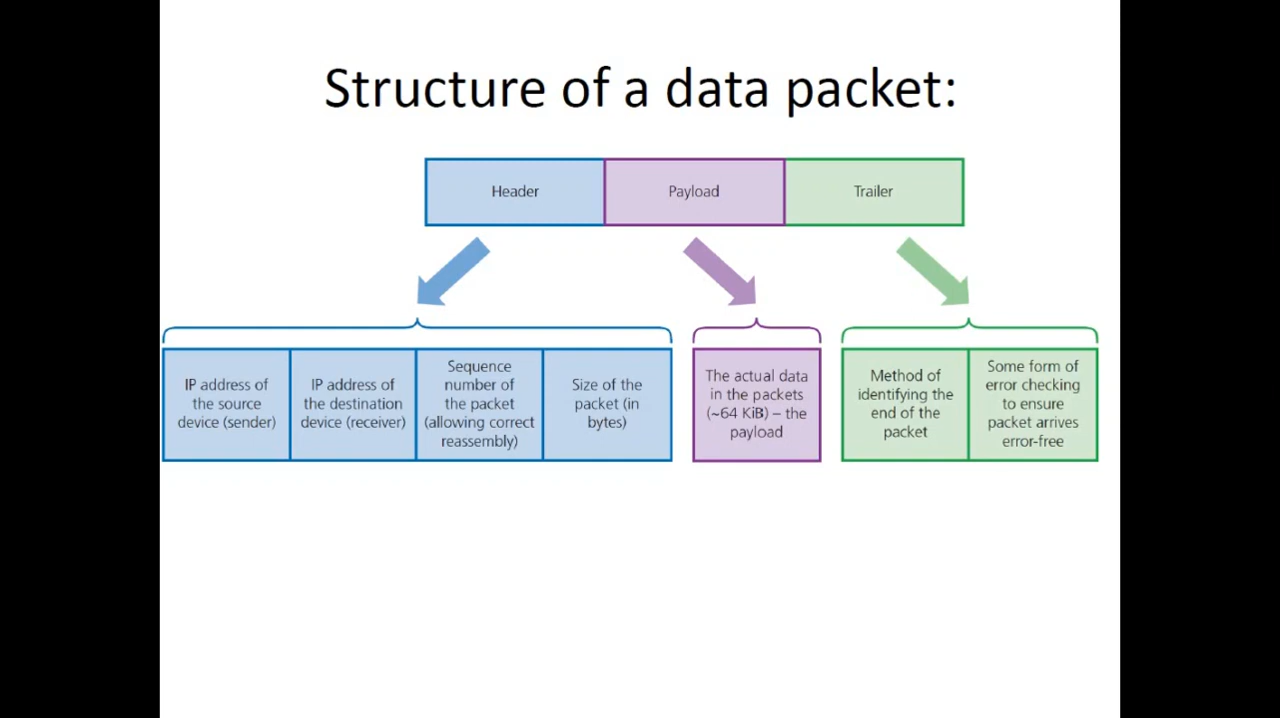 Structure of a data packet:
Header
Payload
Trailer
IP address of
the source
device (sender)
IP address of
the destination
device (receiver)
Sequence
number of
the packet
(allowing correct
reassembly)
Size of the
packet (in
bytes)
The actual data
in the packets
(~64 KiB) – the
payload
Method of
identifying the
end of the
packet
Some form of
error checking
to ensure
packet arrives
error-free